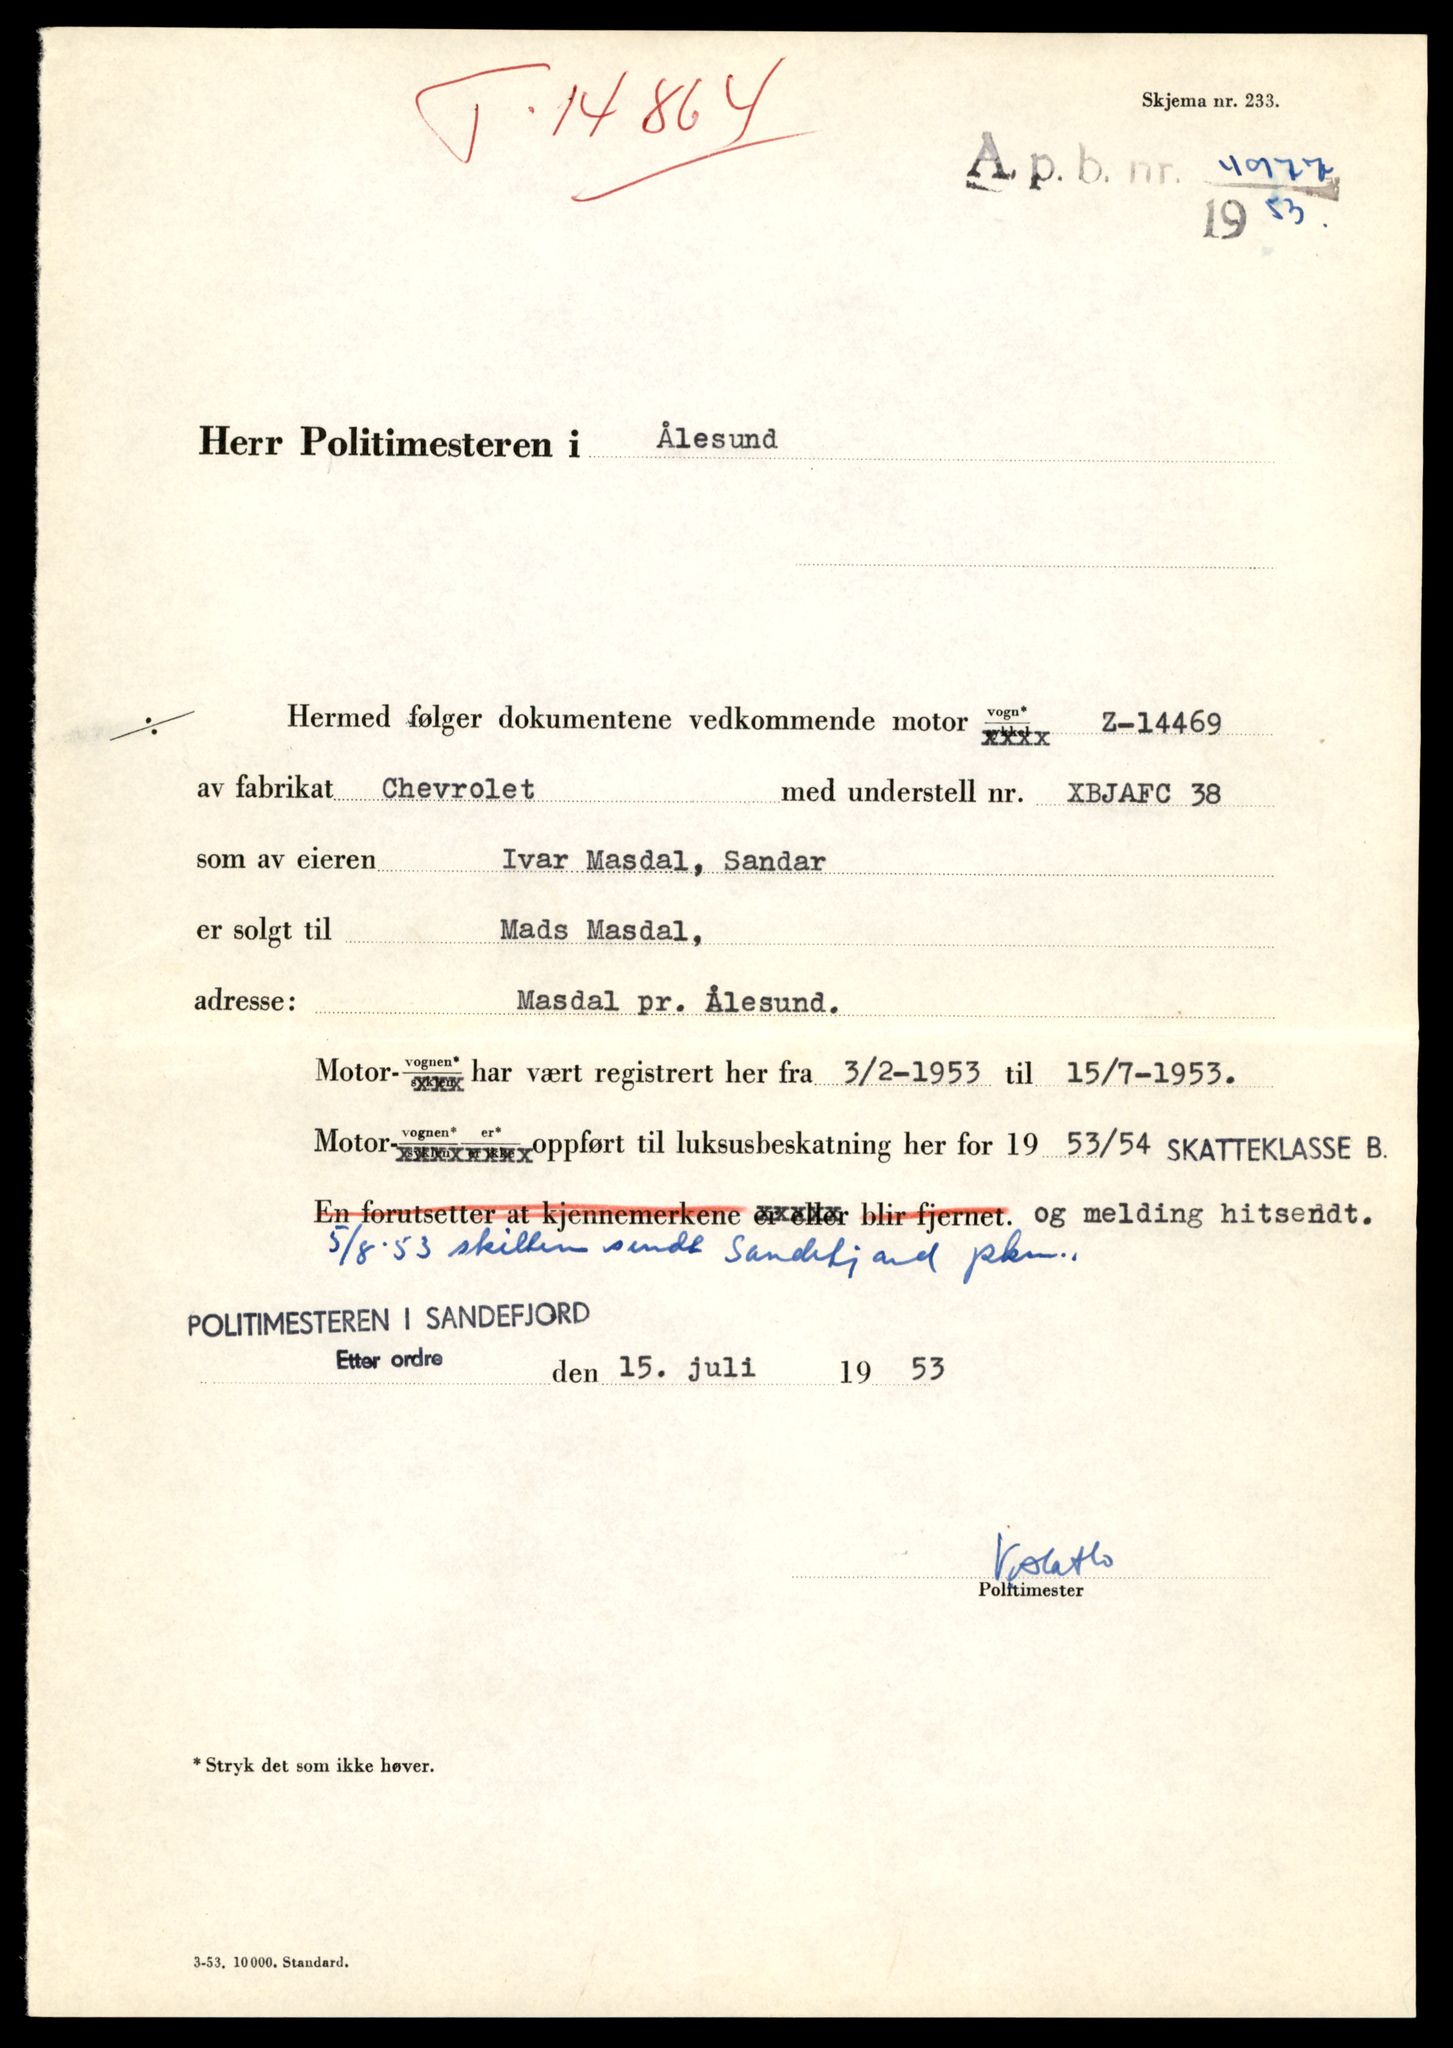 T-14864
Skjema nr. 233.
A. p. b. nr. 4977
1953.
Herr Politimesteren i Ålesund
Hermed følger dokumentene vedkommende motor vogn* Z-14469
av fabrikat Chevrolet med understell nr. XBJAFC 38
som av eieren Ivar Masdal, Sandar
er solgt til Mads Masdal,
adresse: Masdal pr. Ålesund.
Motor-vognen* har vært registrert her fra 3/2-1953 til 15/7-1953.
Motor-vognen* er* oppført til luksusbeskatning her for 19 53/54 SKATTEKLASSE B.
En forutsetter at kjennemerkene er eller blir fjernet. og melding hitsendt.
5/8-53 skiltene sendt Sandefjord pkm..
POLITIMESTEREN I SANDEFJORD
Etter ordre den 15. juli 19 53
Politimester
* Stryk det som ikke høver.
3-53. 10 000. Standard.